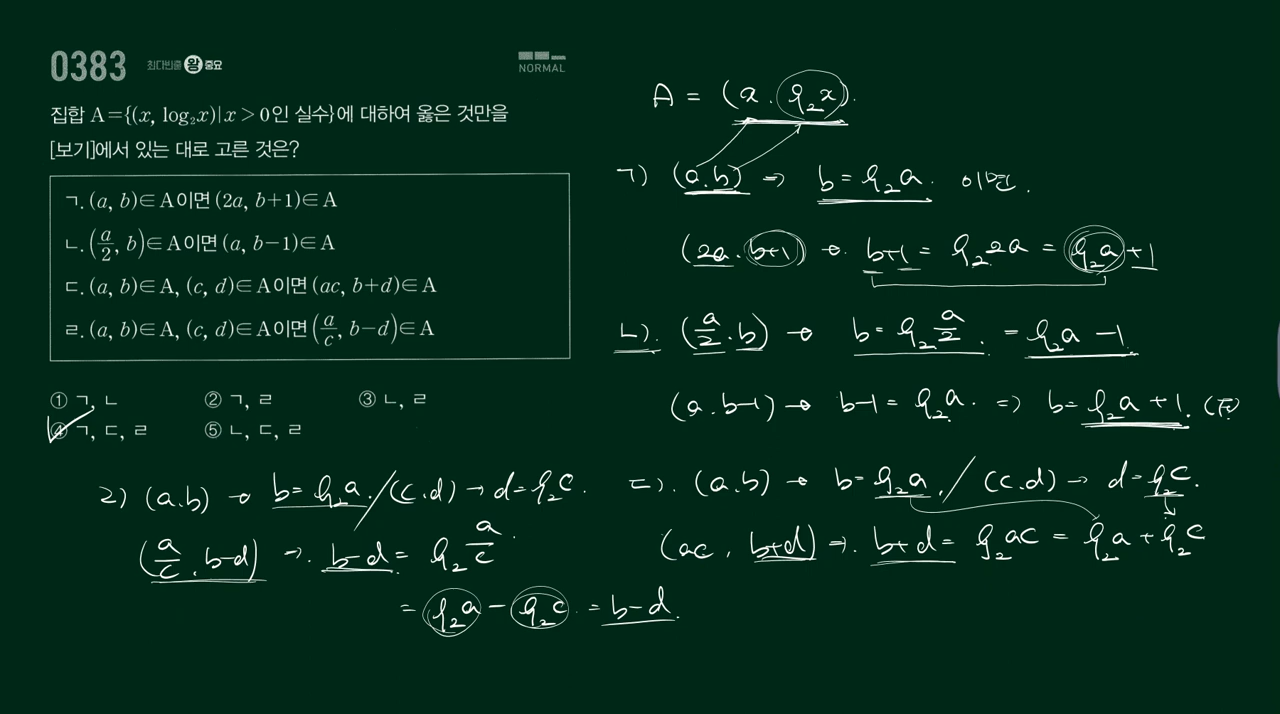 0383 최다빈출 왕 중요
NORMAL
집합 A={(x, log₂x)|x>0인 실수}에 대하여 옳은 것만을
[보기]에서 있는 대로 고른 것은?
ㄱ. (a, b)∈A이면 (2a, b+1)∈A
ㄴ. (a/2, b)∈A이면 (a, b−1)∈A
ㄷ. (a, b)∈A, (c, d)∈A이면 (ac, b+d)∈A
ㄹ. (a, b)∈A, (c, d)∈A이면 (a/c, b−d)∈A
① ㄱ, ㄴ ② ㄱ, ㄹ ③ ㄴ, ㄹ
④ ㄱ, ㄷ, ㄹ ⑤ ㄴ, ㄷ, ㄹ
A = (x. log₂x).
ㄱ) (a.b) ⇒ b=log₂a. 이면.
(2a. b+1) → b+1 = log₂2a = log₂a+1
ㄴ). (a/2. b) → b=log₂ a/2. = log₂a −1.
(a. b−1) → b−1 = log₂a. ⇒ b=log₂a +1.
ㄷ). (a.b) → b=log₂a. / (c.d) → d=log₂c.
(ac, b+d) ⇒. b+d = log₂ac = log₂a + log₂c
ㄹ) (a.b) → b=log₂a. / (c.d) → d=log₂c.
(a/c. b−d) →. b−d = log₂ a/c.
= log₂a − log₂c. = b−d.